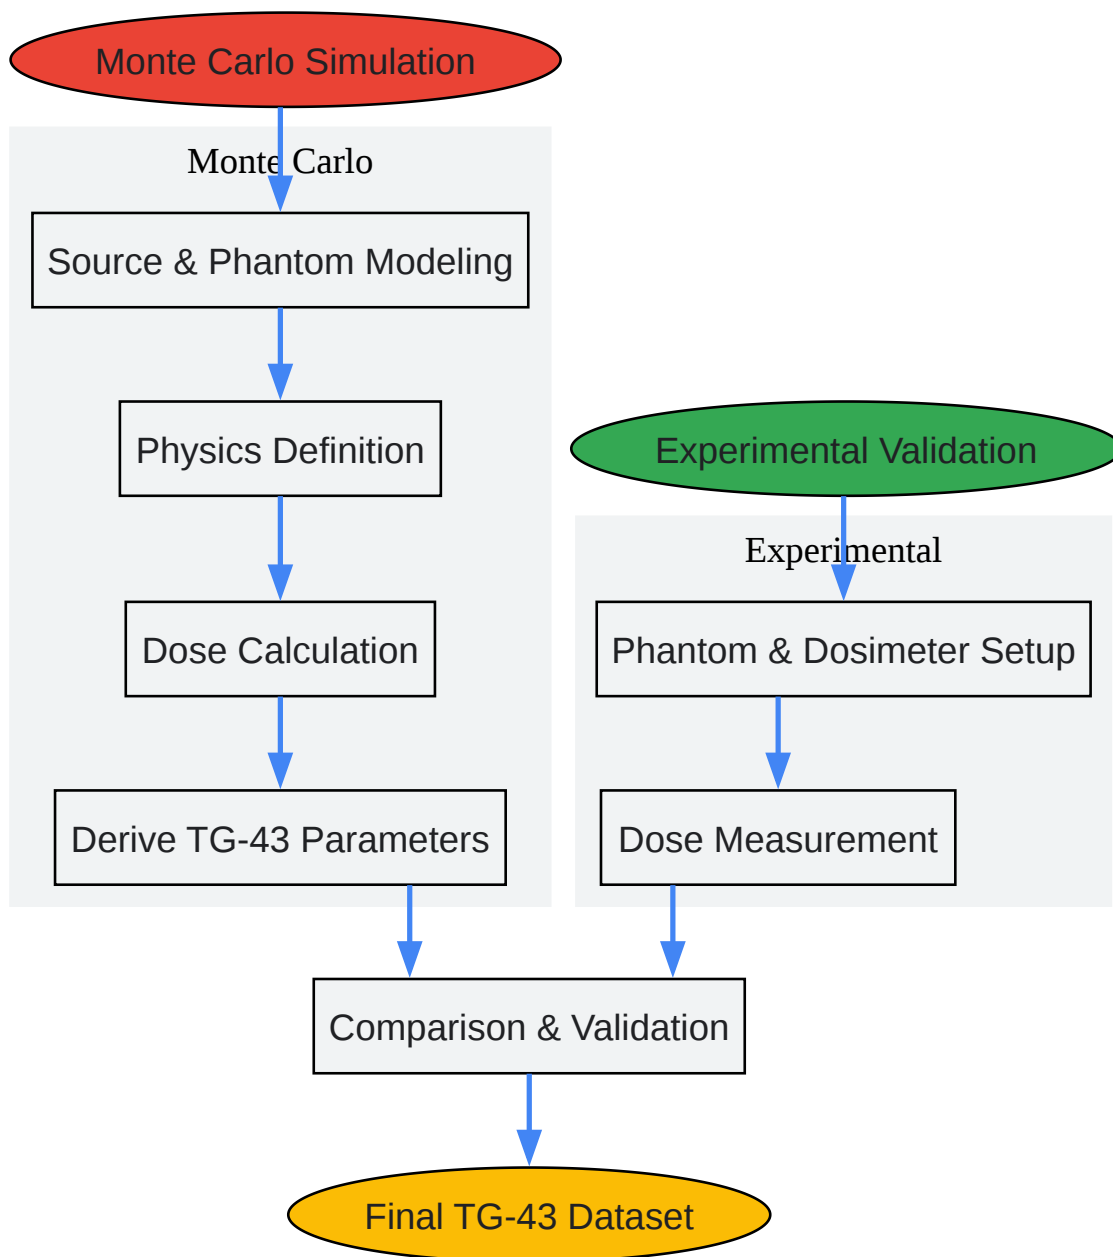 Monte Carlo Simulation
Monte Carlo
Source & Phantom Modeling
Physics Definition
Dose Calculation
Derive TG-43 Parameters
Experimental Validation
Experimental
Phantom & Dosimeter Setup
Dose Measurement
Comparison & Validation
Final TG-43 Dataset